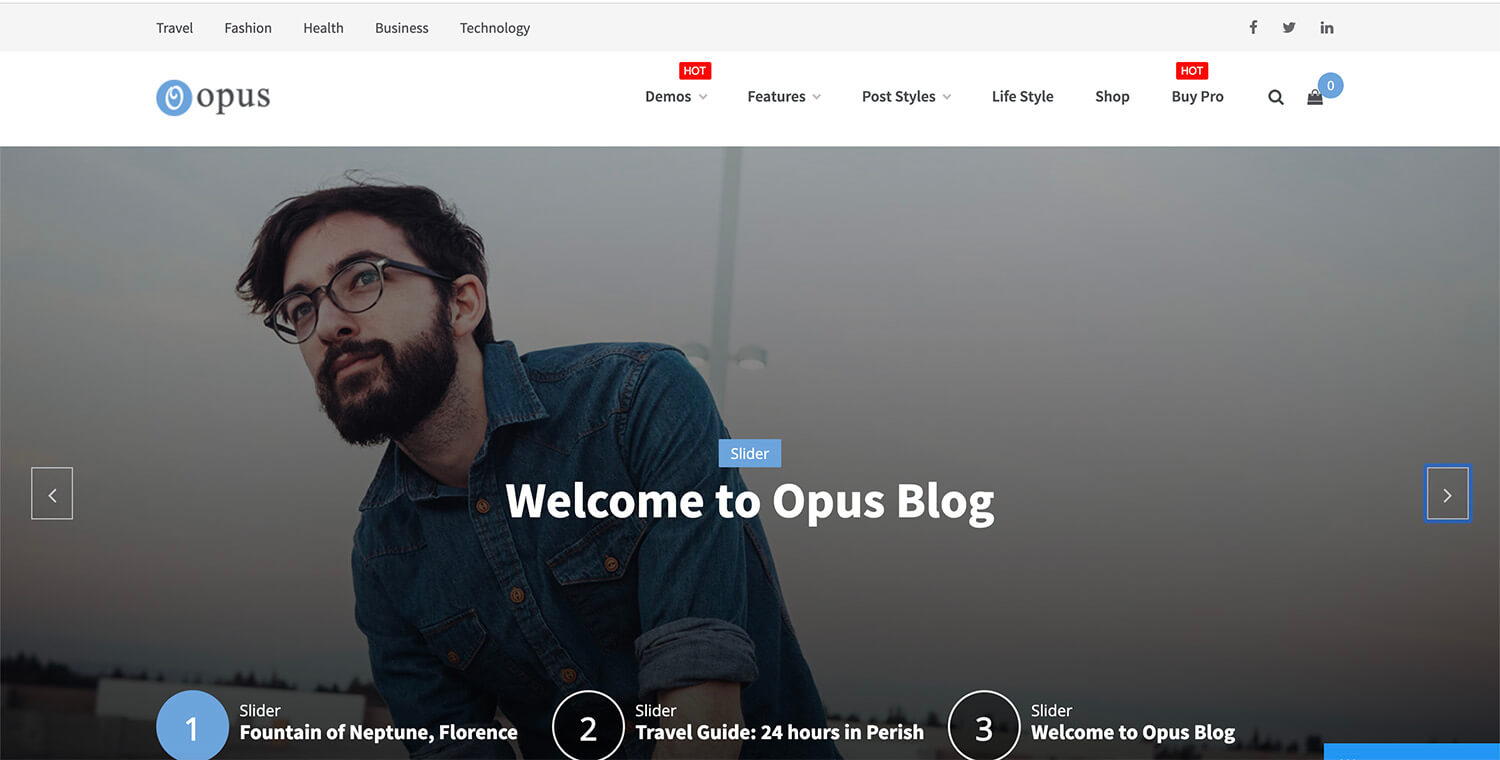 Travel Fashion Health Business Technology
HOT HOT
opus Demos Features Post Styles Life Style Shop Buy Pro 0
Slider
Welcome to Opus Blog
1 Slider 2 Slider 3 Slider
Fountain of Neptune, Florence Travel Guide: 24 hours in Perish Welcome to Opus Blog